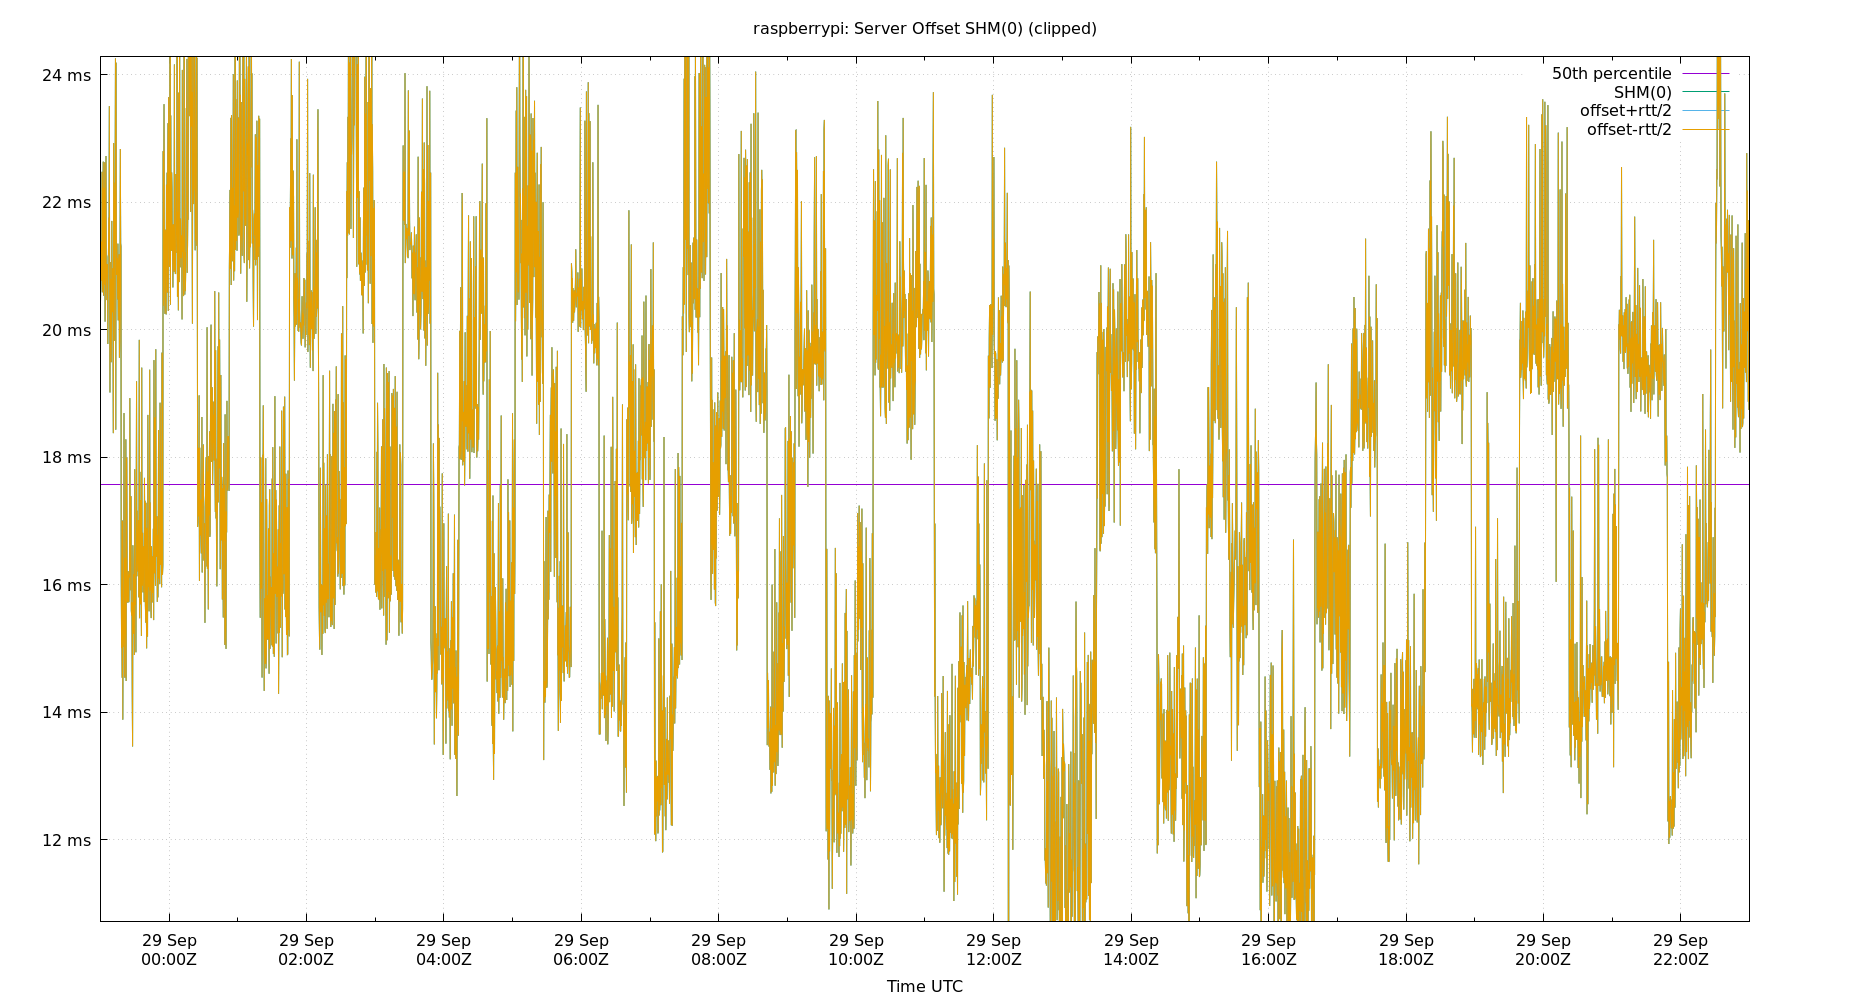 raspberrypi: Server Offset SHM(0) (clipped)
50th percentile
SHM(0)
offset+rtt/2
offset-rtt/2
24 ms
22 ms
20 ms
18 ms
16 ms
14 ms
12 ms
29 Sep 29 Sep 29 Sep 29 Sep 29 Sep 29 Sep 29 Sep 29 Sep 29 Sep 29 Sep 29 Sep 29 Sep
00:00Z 02:00Z 04:00Z 06:00Z 08:00Z 10:00Z 12:00Z 14:00Z 16:00Z 18:00Z 20:00Z 22:00Z
Time UTC